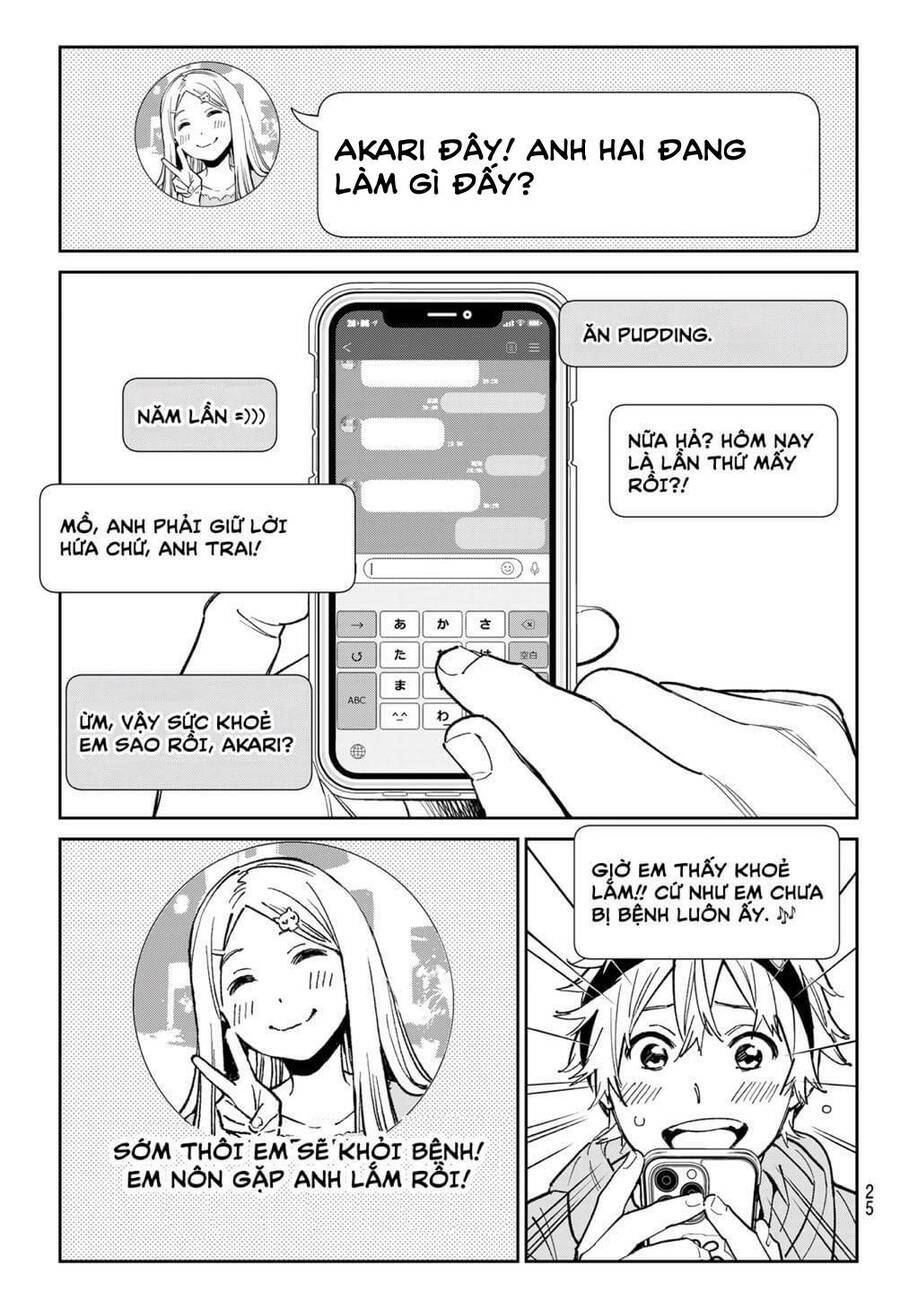 AKARI ĐÂY! ANH HAI ĐANG
LÀM GÌ ĐẤY?
ĂN PUDDING.
NỮA HẢ? HÔM NAY
LÀ LẦN THỨ MẤY
RỒI?!
NĂM LẦN =)))
MỒ, ANH PHẢI GIỮ LỜI
HỨA CHỨ, ANH TRAI!
ỪM, VẬY SỨC KHOẺ
EM SAO RỒI, AKARI?
→ あ か さ
た
空白
ABC ま
^_^ わ
GIỜ EM THẤY KHOẺ
LẮM!! CỨ NHƯ EM CHƯA
BỊ BỆNH LUÔN ẤY.
SỚM THÔI EM SẼ KHỎI BỆNH!
EM NÔN GẶP ANH LẮM RỒI!
25